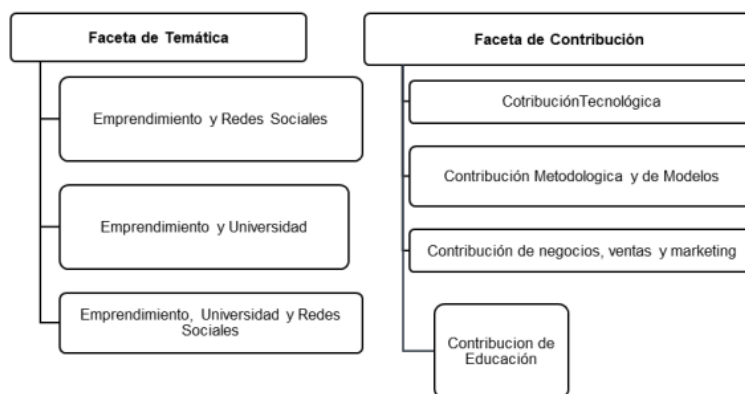 Faceta de Temática
Emprendimiento y Redes Sociales
Emprendimiento y Universidad
Emprendimiento, Universidad y Redes
Sociales
Faceta de Contribución
CotribuciónTecnológica
Contribución Metodologica y de Modelos
Contribución de negocios, ventas y marketing
Contribucion de
Educación